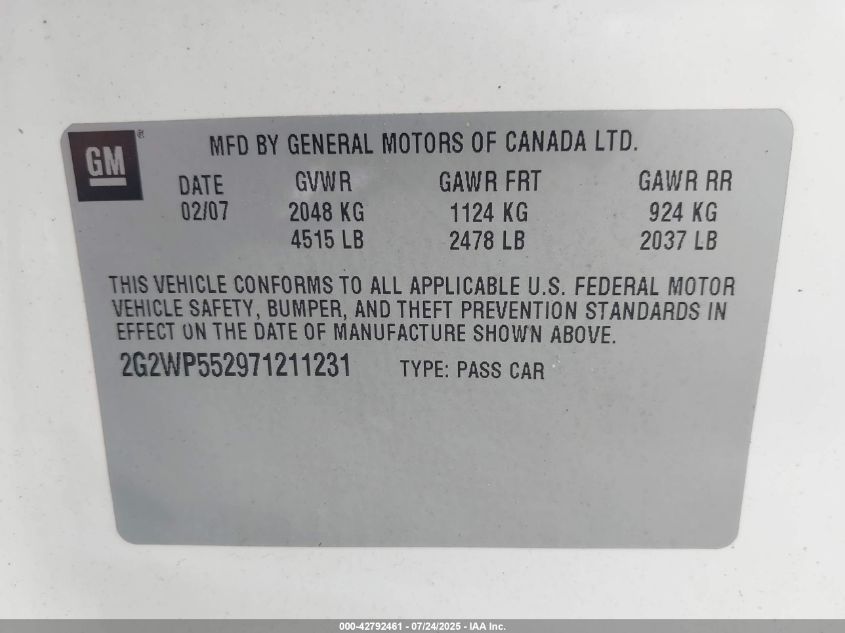 GM ®
MFD BY GENERAL MOTORS OF CANADA LTD.
DATE GVWR GAWR FRT GAWR RR
02/07 2048 KG 1124 KG 924 KG
4515 LB 2478 LB 2037 LB
THIS VEHICLE CONFORMS TO ALL APPLICABLE U.S. FEDERAL MOTOR
VEHICLE SAFETY, BUMPER, AND THEFT PREVENTION STANDARDS IN
EFFECT ON THE DATE OF MANUFACTURE SHOWN ABOVE.
2G2WP552971211231 TYPE: PASS CAR
000-42792461 - 07/24/2025 - IAA Inc.